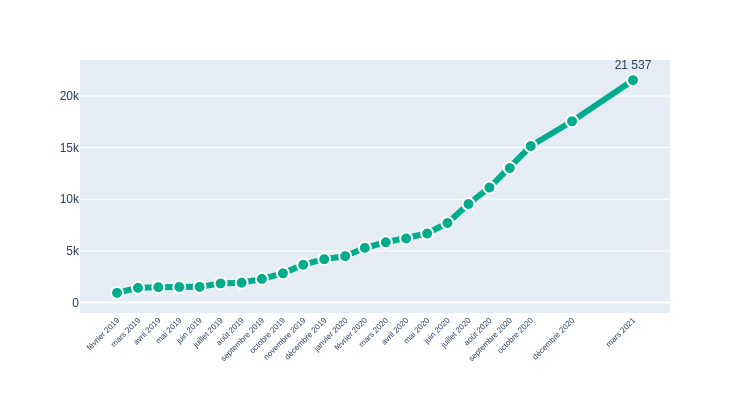 21 537
20k
15k
10k
5k
0
février 2019
mars 2019
avril 2019
mai 2019
juin 2019
juillet 2019
août 2019
septembre 2019
octobre 2019
novembre 2019
décembre 2019
janvier 2020
février 2020
mars 2020
avril 2020
mai 2020
juin 2020
juillet 2020
août 2020
septembre 2020
octobre 2020
décembre 2020
mars 2021